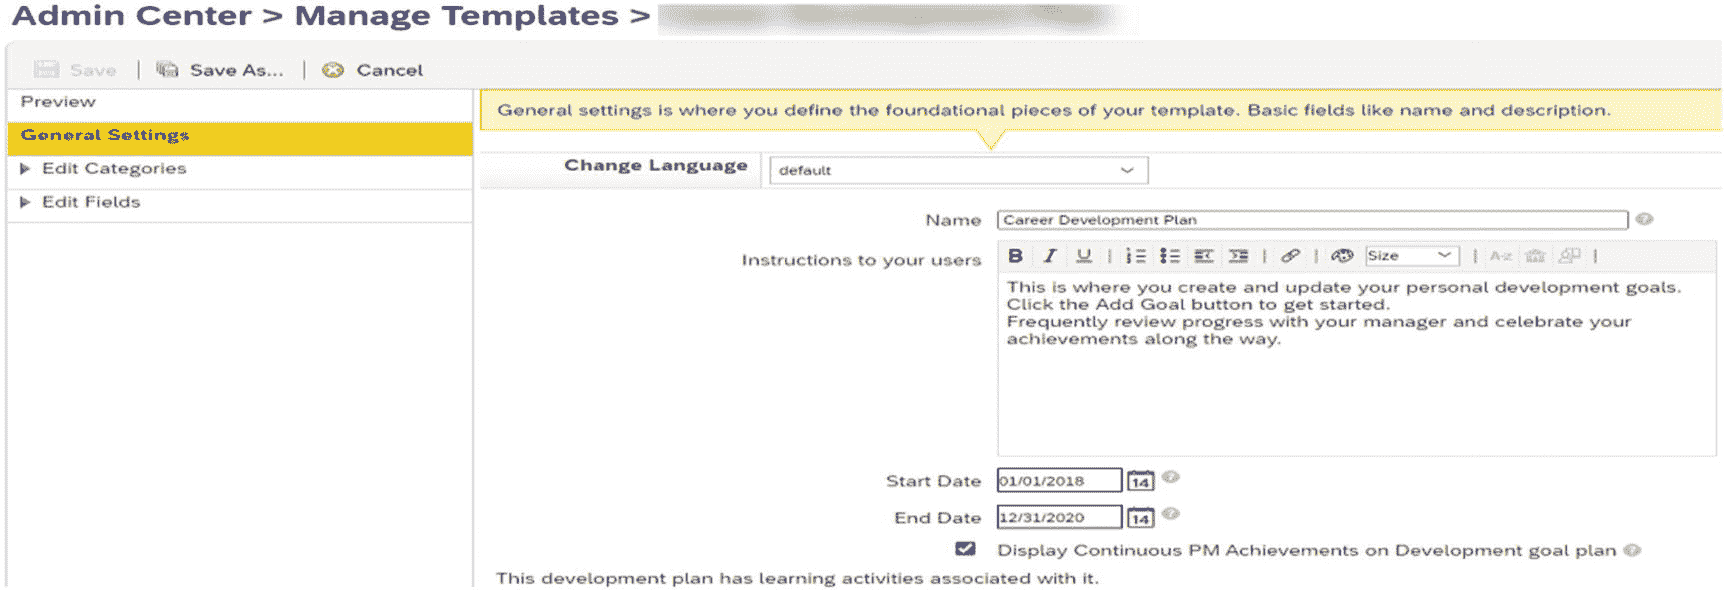 Admin Center > Manage Templates >
Save | Save As... | Cancel
Preview
General Settings
Edit Categories
Edit Fields
General settings is where you define the foundational pieces of your template. Basic fields like name and description.
Change Language default
Name Career Development Plan
Instructions to your users
B I U Size A-z
This is where you create and update your personal development goals.
Click the Add Goal button to get started.
Frequently review progress with your manager and celebrate your
achievements along the way.
Start Date 01/01/2018 14
End Date 12/31/2020 14
Display Continuous PM Achievements on Development goal plan
This development plan has learning activities associated with it.